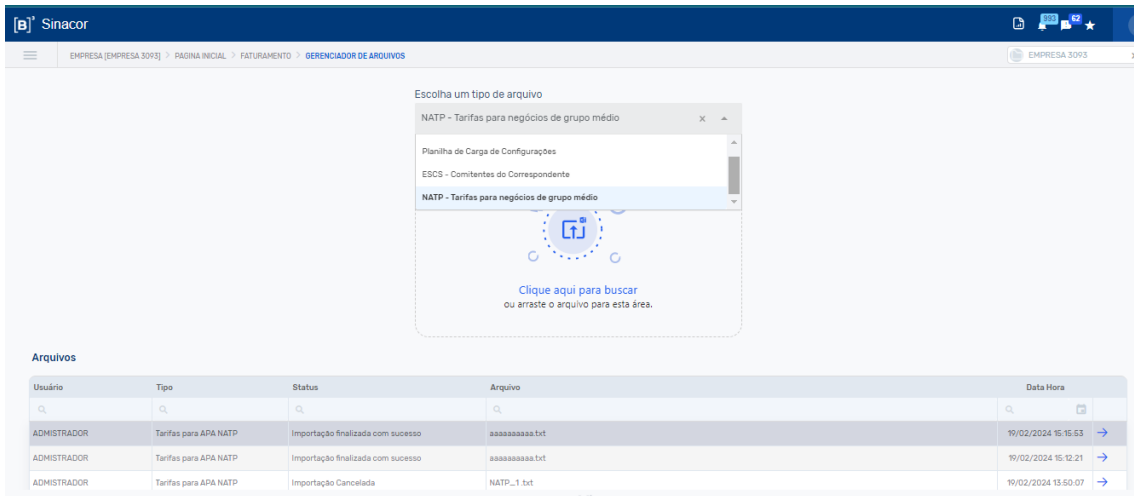 [B]³ Sinacor
993 62
EMPRESA [EMPRESA 3093] > PAGINA INICIAL > FATURAMENTO > GERENCIADOR DE ARQUIVOS
EMPRESA 3093
Escolha um tipo de arquivo
NATP - Tarifas para negócios de grupo médio
Planilha de Carga de Configurações
ESCS - Comitentes do Correspondente
NATP - Tarifas para negócios de grupo médio
Clique aqui para buscar
ou arraste o arquivo para esta área.
Arquivos
Usuário Tipo Status Arquivo Data Hora
ADMISTRADOR Tarifas para APA NATP Importação finalizada com sucesso aaaaaaaaaa.txt 19/02/2024 15:15:53
ADMISTRADOR Tarifas para APA NATP Importação finalizada com sucesso aaaaaaaaaa.txt 19/02/2024 15:12:21
ADMISTRADOR Tarifas para APA NATP Importação Cancelada NATP_1 .txt 19/02/2024 13:50:07